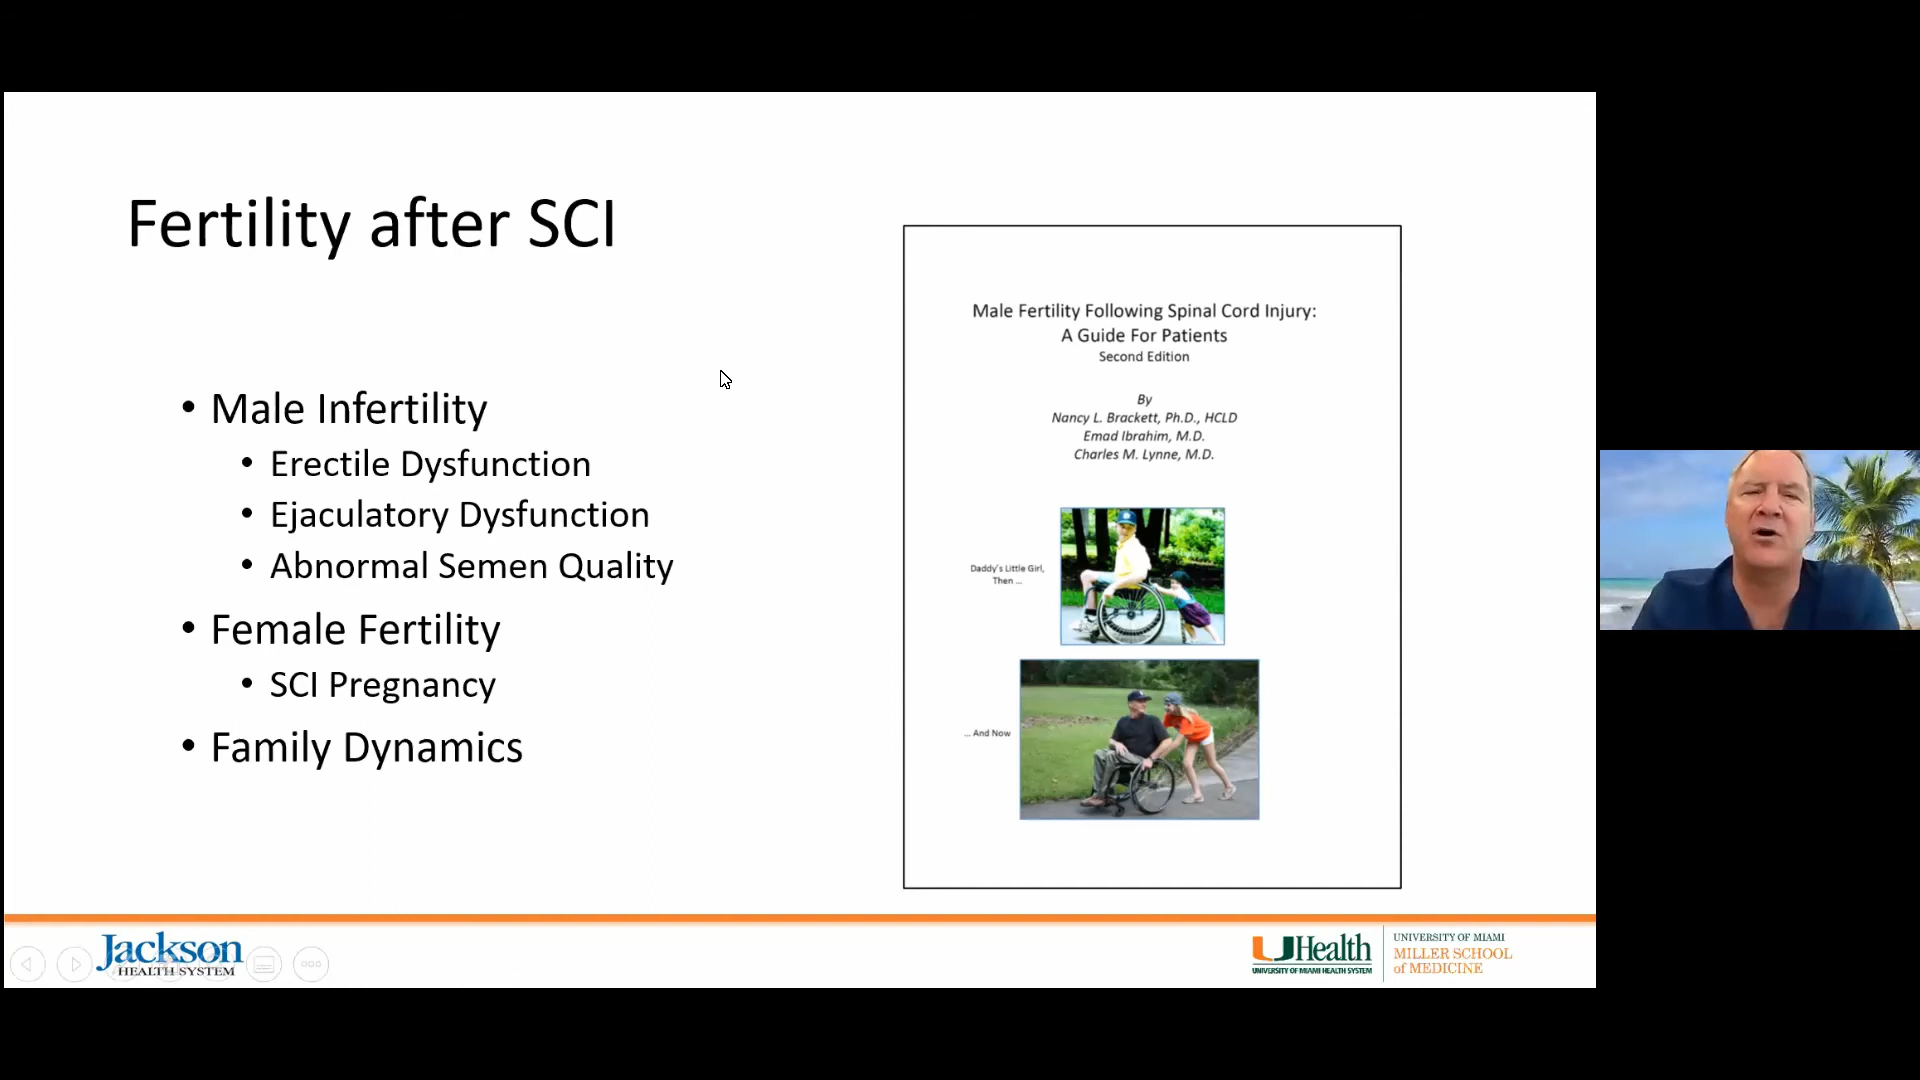 Fertility after SCI
• Male Infertility
• Erectile Dysfunction
• Ejaculatory Dysfunction
• Abnormal Semen Quality
• Female Fertility
• SCI Pregnancy
• Family Dynamics
Male Fertility Following Spinal Cord Injury:
A Guide For Patients
Second Edition
By
Nancy L. Brackett, Ph.D., HCLD
Emad Ibrahim, M.D.
Charles M. Lynne, M.D.
Daddy's Little Girl,
Then ...
... And Now
Jackson
HEALTH SYSTEM
UHealth
UNIVERSITY OF MIAMI HEALTH SYSTEM
UNIVERSITY OF MIAMI
MILLER SCHOOL
of MEDICINE